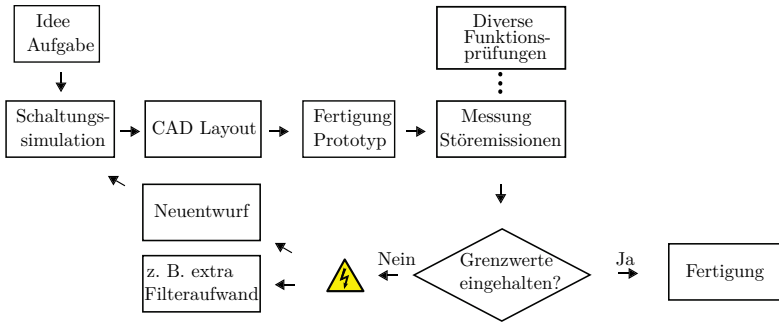 Idee
Aufgabe
Schaltungs-
simulation
CAD Layout
Fertigung
Prototyp
Diverse
Funktions-
prüfungen
Messung
Störemissionen
Grenzwerte
eingehalten?
Ja
Fertigung
Nein
Neuentwurf
z. B. extra
Filteraufwand